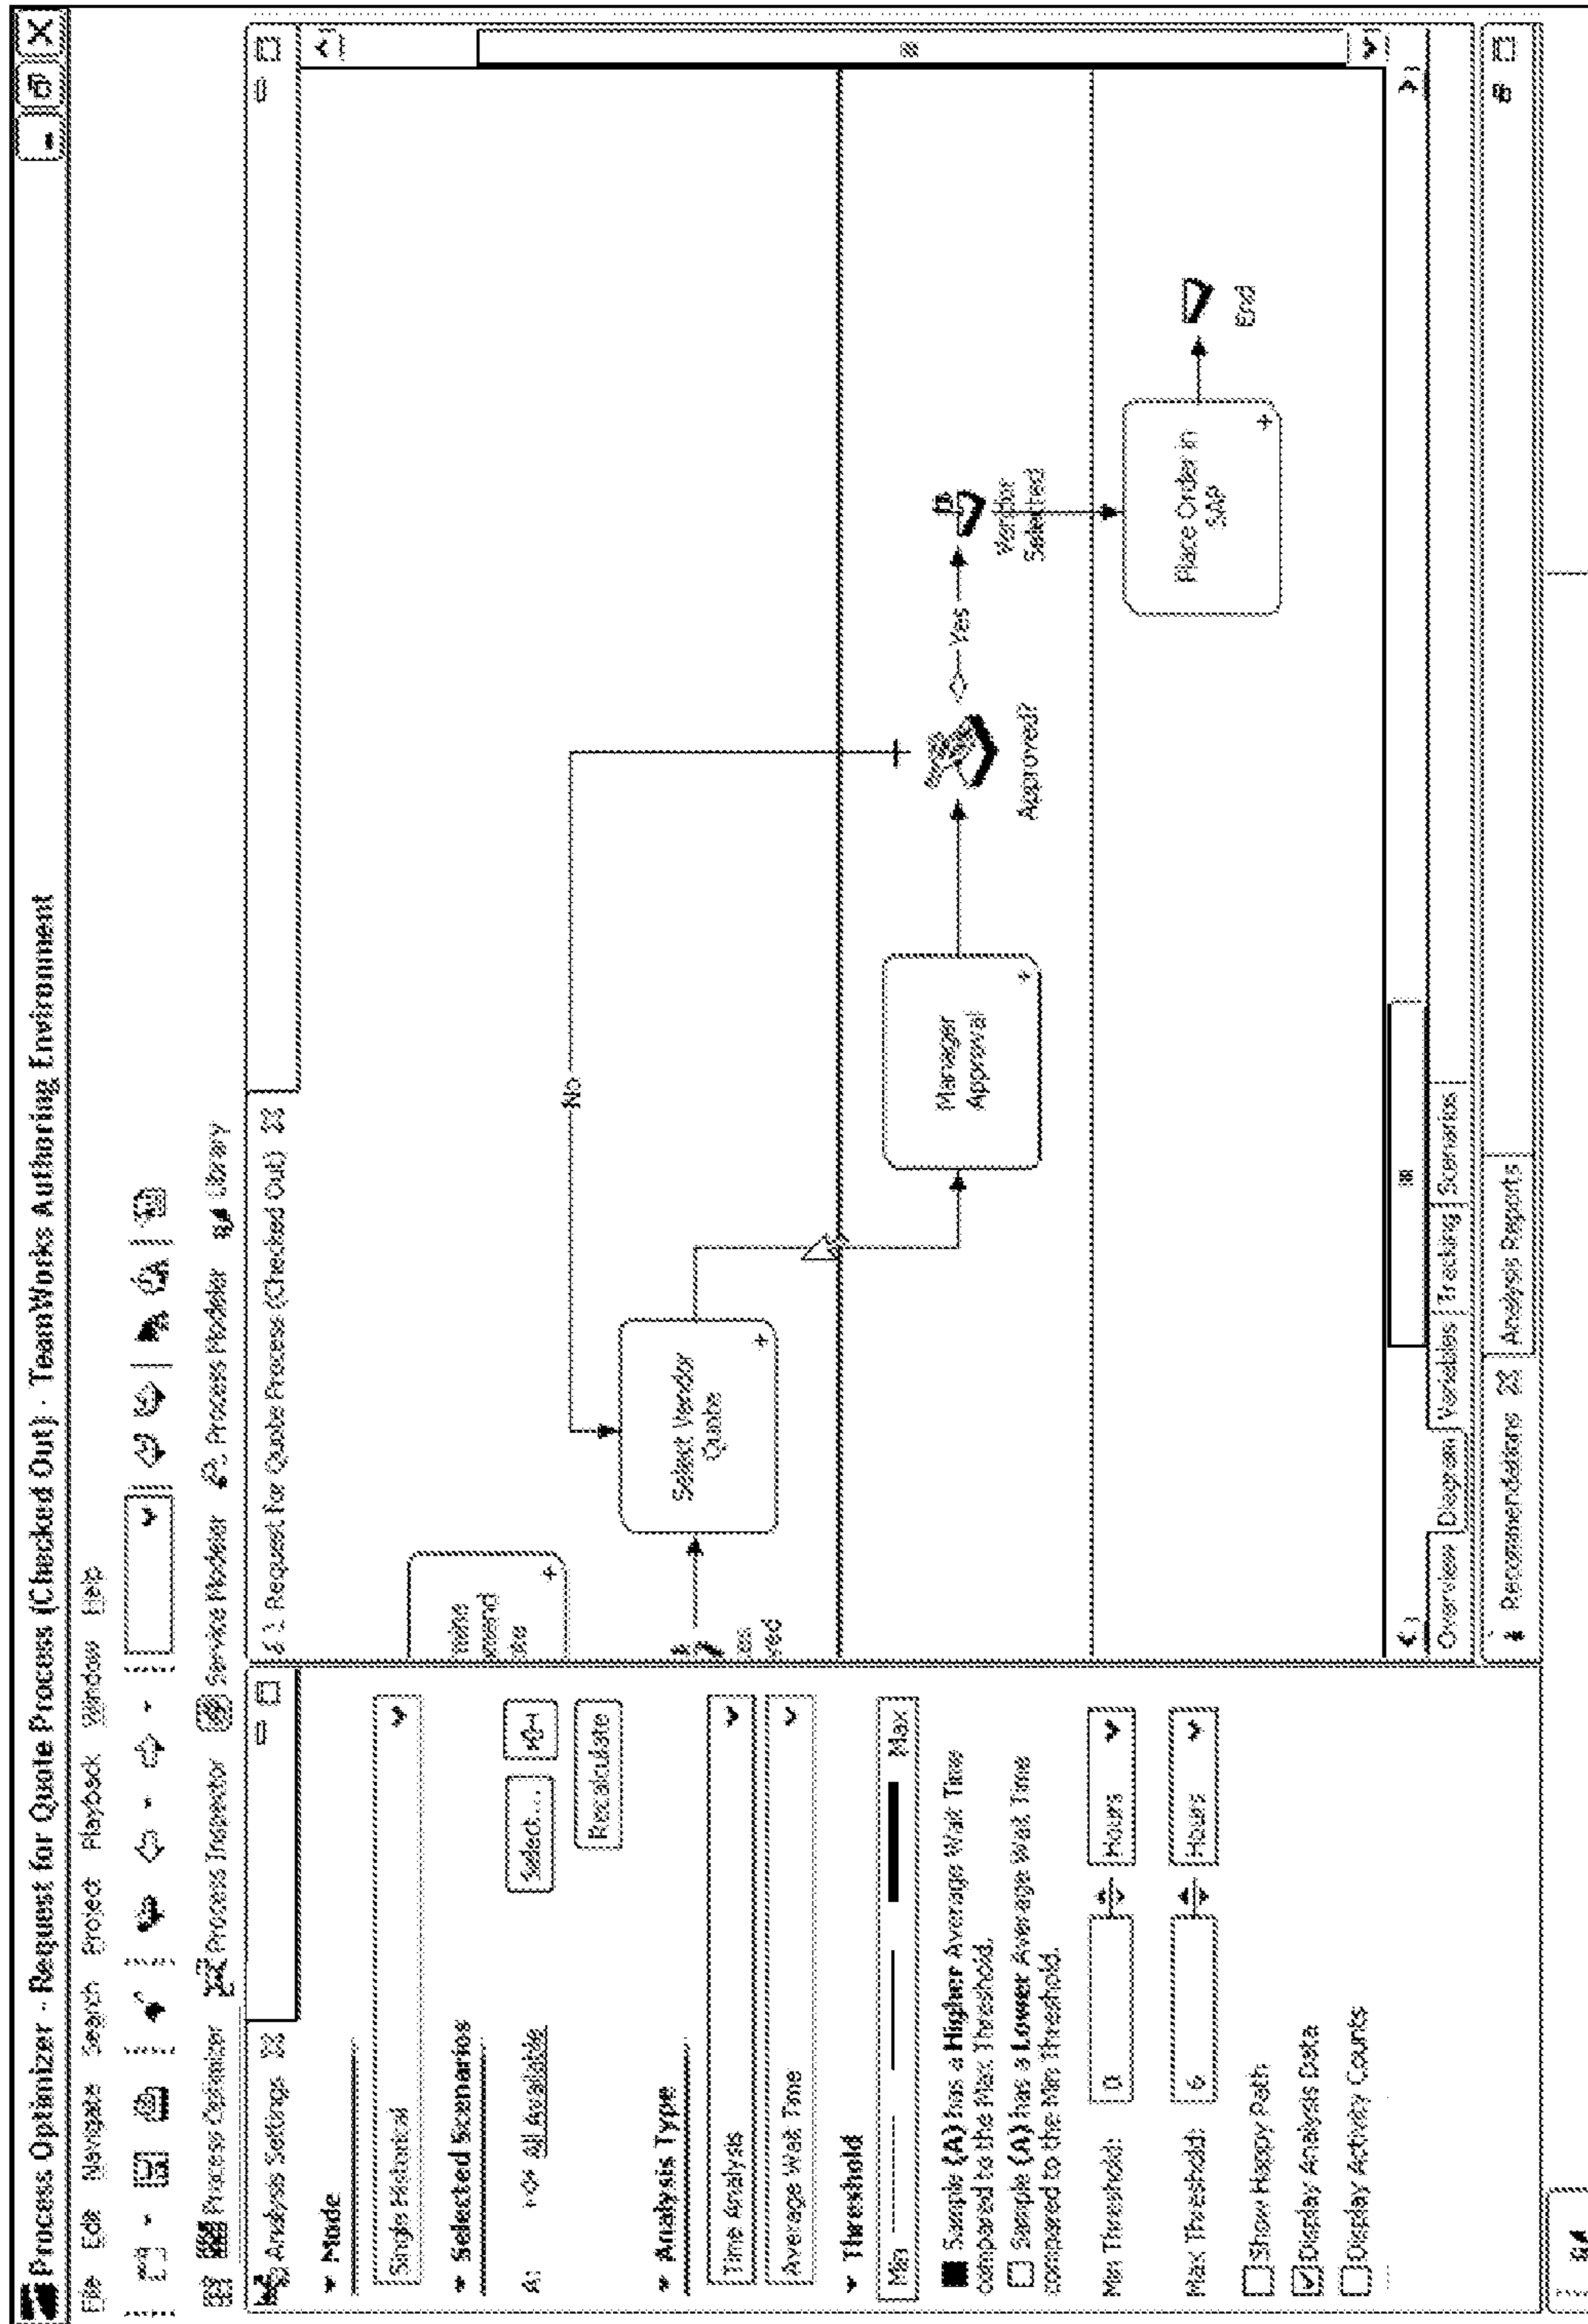 Process Optimizer - Request for Quote Process (Checked Out) - TeamWorks Authoring Environment
File Edit Navigate Search Project Playback Window Help
Process Optimizer Process Inspector Service Modeler Process Modeler Library
Analysis Settings
Mode
Single Historical
Selected Scenarios
A: All Available
Select...
Recalculate
Analysis Type
Time Analysis
Average Wait Time
Threshold
Min Max
Sample (A) has a Higher Average Wait Time
compared to the Max Threshold.
Sample (A) has a Lower Average Wait Time
compared to the Min Threshold.
Min Threshold: 0 Hours
Max Threshold: 6 Hours
Show Happy Path
Display Analysis Data
Display Activity Counts
Request for Quote Process (Checked Out)
No
Select Vendor
Quote
Manager
Approval
Approved?
Yes
Vendor
Selected
Place Order in
SAP
End
Overview Diagram Variables Tracking Scenarios
Recommendations Analysis Reports